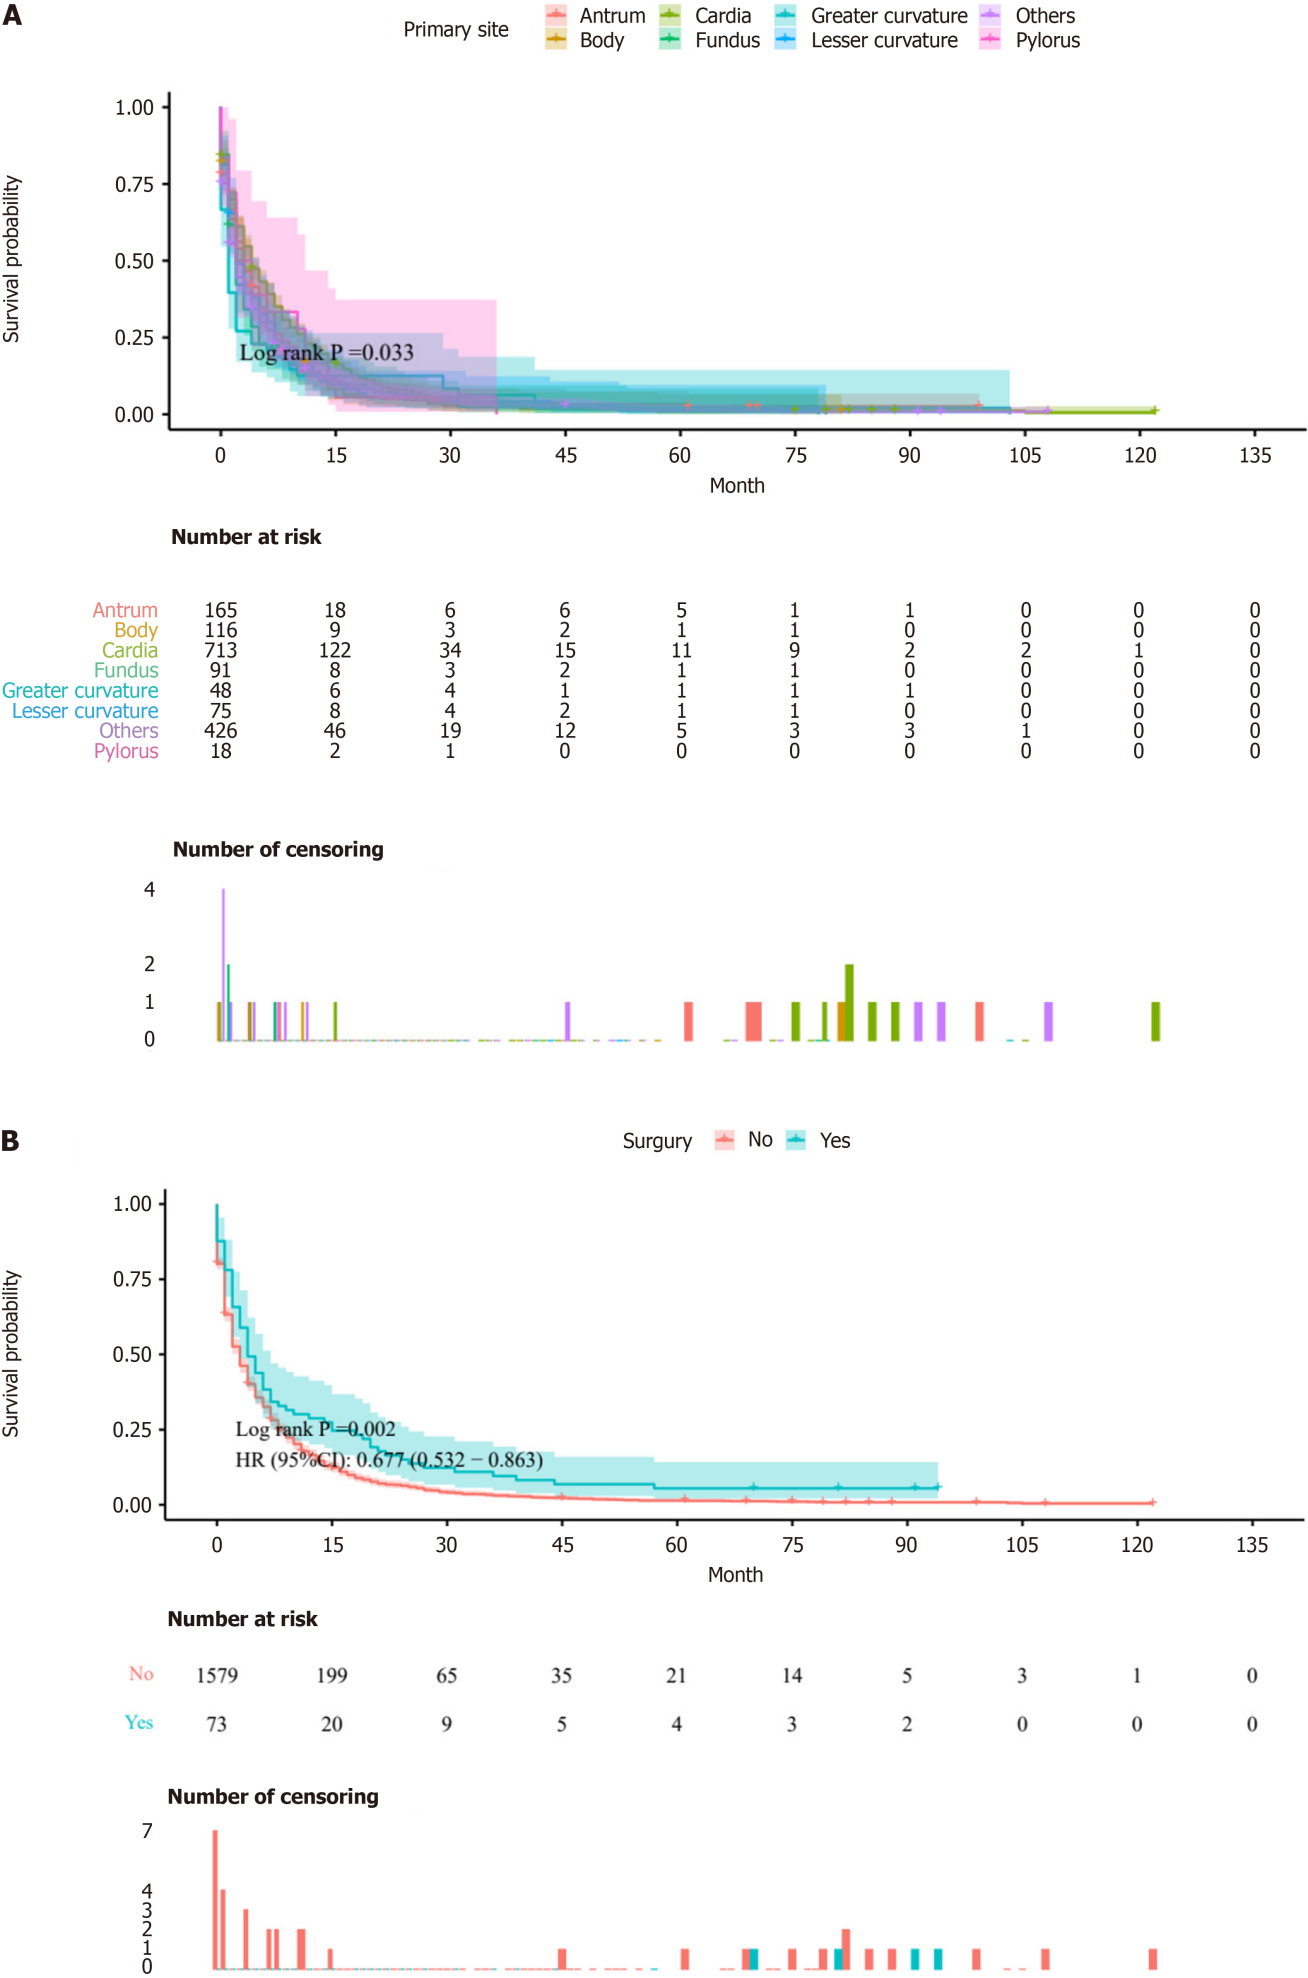 A
Primary site
Antrum
Cardia
Greater curvature
Others
Body
Fundus
Lesser curvature
Pylorus
Survival probability
1.00
0.75
0.50
0.25
0.00
Log rank P =0.033
0 15 30 45 60 75 90 105 120 135
Month
Number at risk
Antrum 165 18 6 6 5 1 1 0 0 0
Body 116 9 3 2 1 1 0 0 0 0
Cardia 713 122 34 15 11 9 2 2 1 0
Fundus 91 8 3 2 1 1 0 0 0 0
Greater curvature 48 6 4 1 1 1 1 0 0 0
Lesser curvature 75 8 4 2 1 1 0 0 0 0
Others 426 46 19 12 5 3 3 1 0 0
Pylorus 18 2 1 0 0 0 0 0 0 0
Number of censoring
4
2
1
0
B
Surgury No Yes
Survival probability
1.00
0.75
0.50
0.25
0.00
Log rank P =0.002
HR (95%CI): 0.677 (0.532 − 0.863)
0 15 30 45 60 75 90 105 120 135
Month
Number at risk
No 1579 199 65 35 21 14 5 3 1 0
Yes 73 20 9 5 4 3 2 0 0 0
Number of censoring
7
4
3
2
1
0